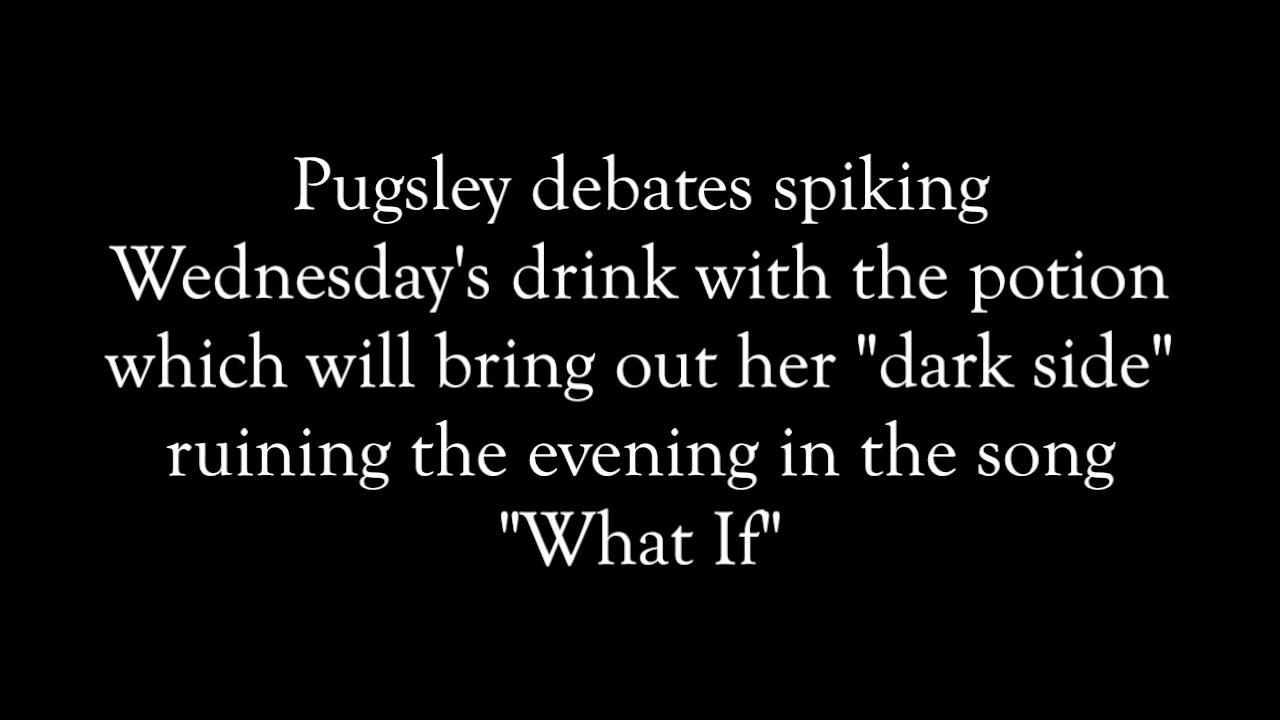 Pugsley debates spiking
Wednesday's drink with the potion
which will bring out her "dark side"
ruining the evening in the song
"What If"